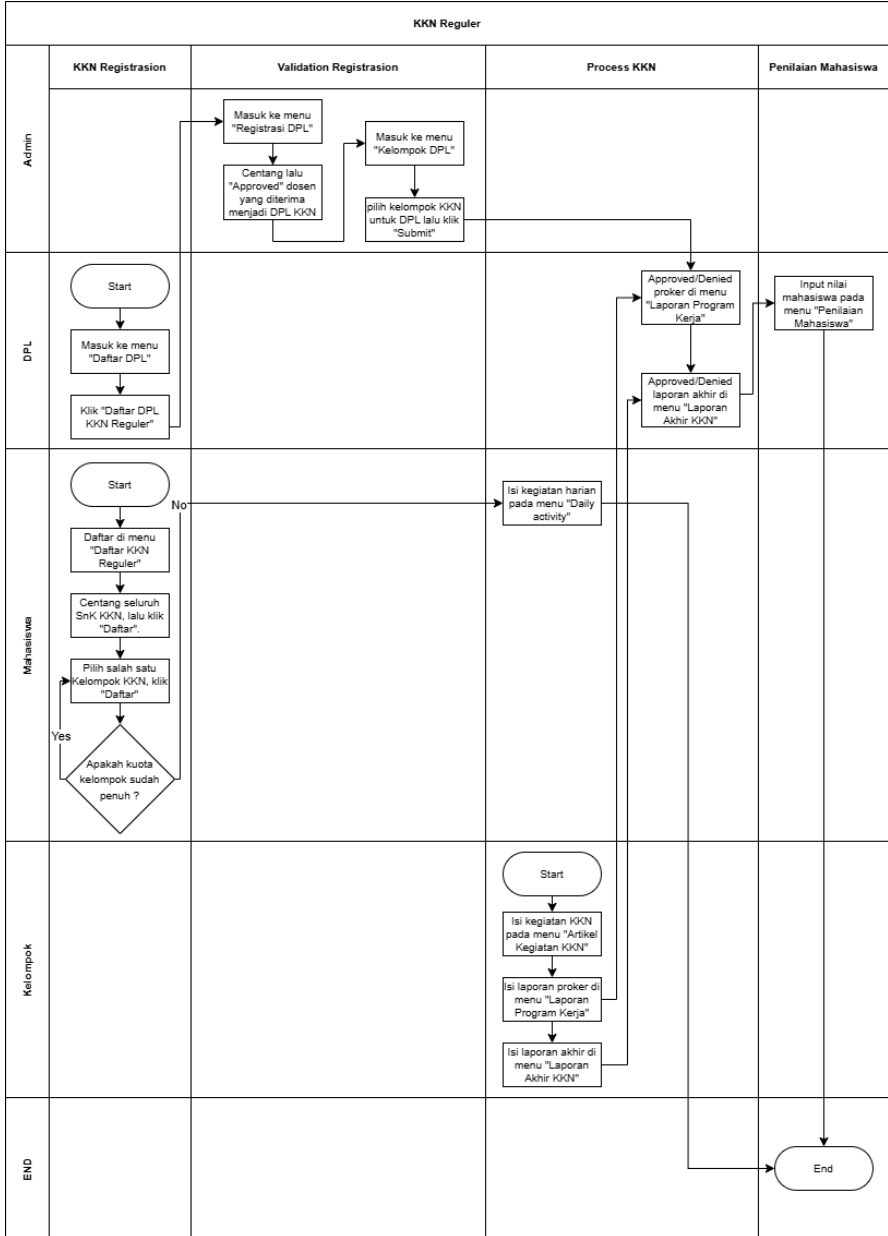 KKN Reguler
KKN Registrasion
Validation Registrasion
Process KKN
Penilaian Mahasiswa
Admin
Masuk ke menu
"Registrasi DPL"
Centang lalu
"Approved" dosen
yang diterima
menjadi DPL KKN
Masuk ke menu
"Kelompok DPL"
pilih kelompok KKN
untuk DPL lalu klik
"Submit"
DPL
Start
Masuk ke menu
"Daftar DPL"
Klik "Daftar DPL
KKN Reguler"
Approved/Denied
proker di menu
"Laporan Program
Kerja"
Approved/Denied
laporan akhir di
menu "Laporan
Akhir KKN"
Input nilai
mahasiswa pada
menu "Penilaian
Mahasiswa"
Mahasiswa
Start
No
Daftar di menu
"Daftar KKN
Reguler"
Centang seluruh
SnK KKN, lalu klik
"Daftar".
Pilih salah satu
Kelompok KKN, klik
"Daftar"
Yes
Apakah kuota
kelompok sudah
penuh ?
Isi kegiatan harian
pada menu "Daily
activity"
Kelompok
Start
Isi kegiatan KKN
pada menu "Artikel
Kegiatan KKN"
Isi laporan proker di
menu "Laporan
Program Kerja"
Isi laporan akhir di
menu "Laporan
Akhir KKN"
END
End